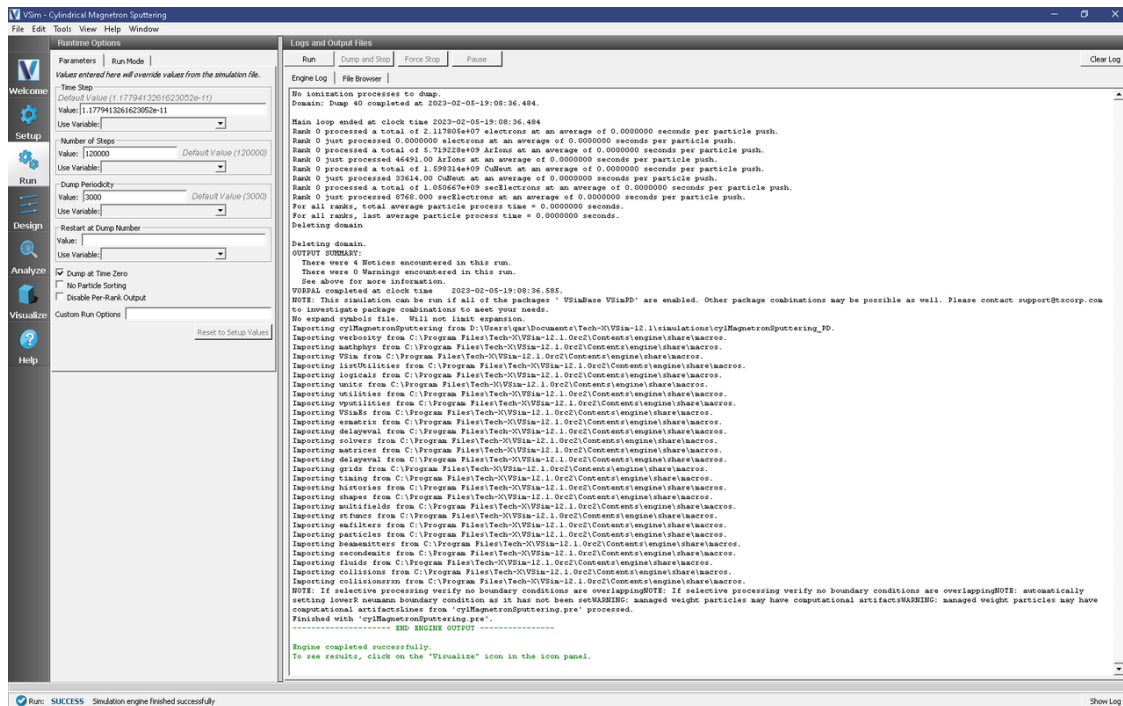 VSim - Cylindrical Magnetron Sputtering
File Edit Tools View Help Window
Runtime Options
Parameters Run Mode
Values entered here will override values from the simulation file.
Time Step
Default Value (1.1779413261623052e-11)
Value: 1.1779413261623052e-11
Use Variable:
Number of Steps
Value: 120000 Default Value (120000)
Use Variable:
Dump Periodicity
Value: 3000 Default Value (3000)
Use Variable:
Restart at Dump Number
Value:
Use Variable:
Dump at Time Zero
No Particle Sorting
Disable Per-Rank Output
Custom Run Options
Reset to Setup Values
Welcome
Setup
Run
Design
Analyze
Visualize
Help
Logs and Output Files
Run Dump and Stop Force Stop Pause Clear Log
Engine Log File Browser
No ionization processes to dump.
Domain: Dump 40 completed at 2023-02-05-19:08:36.484.
Main loop ended at clock time 2023-02-05-19:08:36.484
Rank 0 processed a total of 2.117805e+07 electrons at an average of 0.0000000 seconds per particle push.
Rank 0 just processed 0.0000000 electrons at an average of 0.0000000 seconds per particle push.
Rank 0 processed a total of 5.719228e+09 ArIons at an average of 0.0000000 seconds per particle push.
Rank 0 just processed 46491.00 ArIons at an average of 0.0000000 seconds per particle push.
Rank 0 processed a total of 1.598314e+09 CuNeut at an average of 0.0000000 seconds per particle push.
Rank 0 just processed 33614.00 CuNeut at an average of 0.0000000 seconds per particle push.
Rank 0 processed a total of 1.050667e+09 secElectrons at an average of 0.0000000 seconds per particle push.
Rank 0 just processed 8768.000 secElectrons at an average of 0.0000000 seconds per particle push.
For all ranks, total average particle process time = 0.0000000 seconds.
For all ranks, last average particle process time = 0.0000000 seconds.
Deleting domain
Deleting domain.
OUTPUT SUMMARY:
There were 4 Notices encountered in this run.
There were 0 Warnings encountered in this run.
See above for more information.
VORPAL completed at clock time 2023-02-05-19:08:36.585.
NOTE: This simulation can be run if all of the packages ' VSimBase VSimPD' are enabled. Other package combinations may be possible as well. Please contact support@txcorp.com
to investigate package combinations to meet your needs.
No expand symbols file. Will not limit expansion.
Importing cylMagnetronSputtering from D:\Users\qar\Documents\Tech-X\VSim-12.1\simulations\cylMagnetronSputtering_PD.
Importing verbosity from C:\Program Files\Tech-X\VSim-12.1.0rc2\Contents\engine\share\macros.
Importing mathphys from C:\Program Files\Tech-X\VSim-12.1.0rc2\Contents\engine\share\macros.
Importing VSim from C:\Program Files\Tech-X\VSim-12.1.0rc2\Contents\engine\share\macros.
Importing listUtilities from C:\Program Files\Tech-X\VSim-12.1.0rc2\Contents\engine\share\macros.
Importing logicals from C:\Program Files\Tech-X\VSim-12.1.0rc2\Contents\engine\share\macros.
Importing units from C:\Program Files\Tech-X\VSim-12.1.0rc2\Contents\engine\share\macros.
Importing utilities from C:\Program Files\Tech-X\VSim-12.1.0rc2\Contents\engine\share\macros.
Importing vputilities from C:\Program Files\Tech-X\VSim-12.1.0rc2\Contents\engine\share\macros.
Importing VSimEs from C:\Program Files\Tech-X\VSim-12.1.0rc2\Contents\engine\share\macros.
Importing esmatrix from C:\Program Files\Tech-X\VSim-12.1.0rc2\Contents\engine\share\macros.
Importing delayeval from C:\Program Files\Tech-X\VSim-12.1.0rc2\Contents\engine\share\macros.
Importing solvers from C:\Program Files\Tech-X\VSim-12.1.0rc2\Contents\engine\share\macros.
Importing matrices from C:\Program Files\Tech-X\VSim-12.1.0rc2\Contents\engine\share\macros.
Importing delayeval from C:\Program Files\Tech-X\VSim-12.1.0rc2\Contents\engine\share\macros.
Importing grids from C:\Program Files\Tech-X\VSim-12.1.0rc2\Contents\engine\share\macros.
Importing timing from C:\Program Files\Tech-X\VSim-12.1.0rc2\Contents\engine\share\macros.
Importing histories from C:\Program Files\Tech-X\VSim-12.1.0rc2\Contents\engine\share\macros.
Importing shapes from C:\Program Files\Tech-X\VSim-12.1.0rc2\Contents\engine\share\macros.
Importing multifields from C:\Program Files\Tech-X\VSim-12.1.0rc2\Contents\engine\share\macros.
Importing stfuncs from C:\Program Files\Tech-X\VSim-12.1.0rc2\Contents\engine\share\macros.
Importing emfilters from C:\Program Files\Tech-X\VSim-12.1.0rc2\Contents\engine\share\macros.
Importing particles from C:\Program Files\Tech-X\VSim-12.1.0rc2\Contents\engine\share\macros.
Importing beamemitters from C:\Program Files\Tech-X\VSim-12.1.0rc2\Contents\engine\share\macros.
Importing secondemits from C:\Program Files\Tech-X\VSim-12.1.0rc2\Contents\engine\share\macros.
Importing fluids from C:\Program Files\Tech-X\VSim-12.1.0rc2\Contents\engine\share\macros.
Importing collisions from C:\Program Files\Tech-X\VSim-12.1.0rc2\Contents\engine\share\macros.
Importing collisionsrxn from C:\Program Files\Tech-X\VSim-12.1.0rc2\Contents\engine\share\macros.
NOTE: If selective processing verify no boundary conditions are overlappingNOTE: If selective processing verify no boundary conditions are overlappingNOTE: automatically
setting lowerR neumann boundary condition as it has not been setWARNING: managed weight particles may have computational artifactsWARNING: managed weight particles may have
computational artifactsLines from 'cylMagnetronSputtering.pre' processed.
Finished with 'cylMagnetronSputtering.pre'.
-------------------- END ENGINE OUTPUT ---------------
Engine completed successfully.
To see results, click on the "Visualize" icon in the icon panel.
Run: SUCCESS Simulation engine finished successfully
Show Log